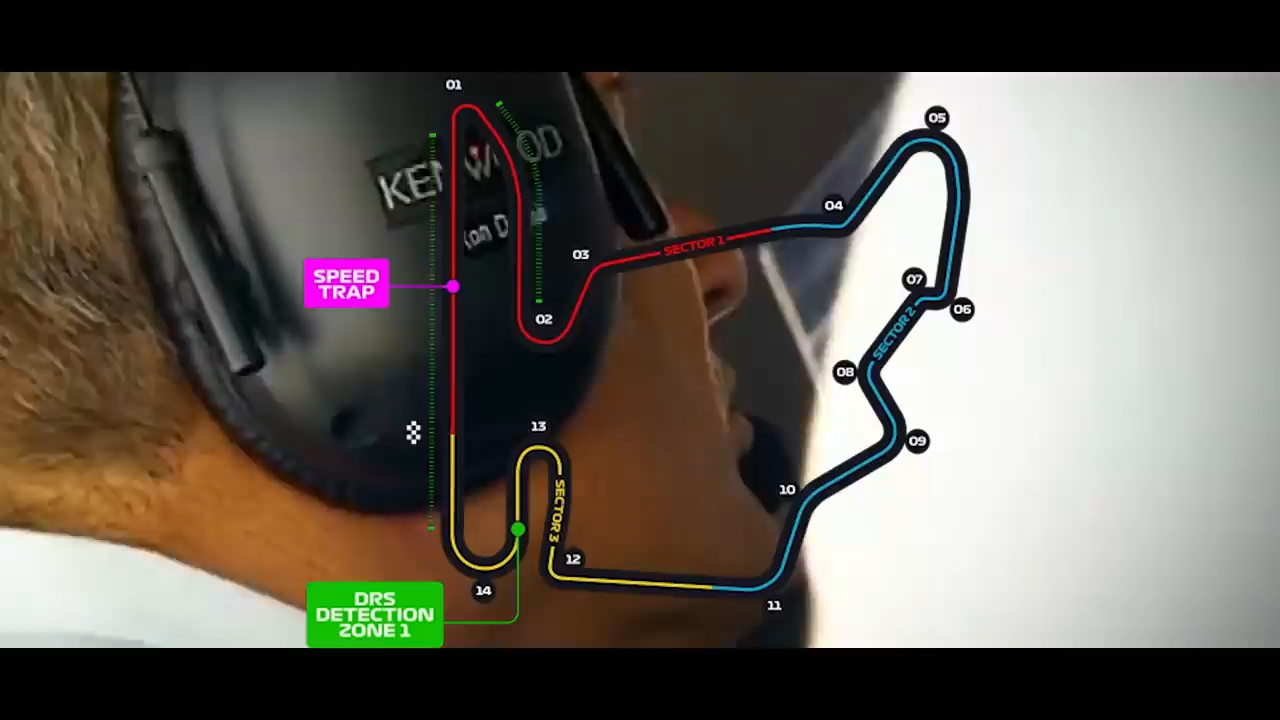 01
05
KENWOOD
04
SECTOR 1
03
SPEED
TRAP
07
06
02
SECTOR 2
08
13
09
10
SECTOR 3
12
14
DRS
DETECTION
ZONE 1
11